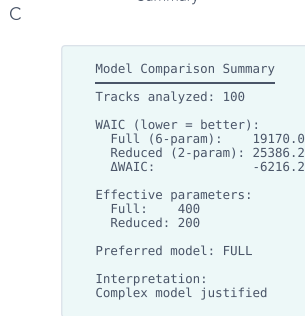 C
Model Comparison Summary
Tracks analyzed: 100
WAIC (lower = better):
Full (6-param): 19170.0
Reduced (2-param): 25386.2
ΔWAIC: -6216.2
Effective parameters:
Full: 400
Reduced: 200
Preferred model: FULL
Interpretation:
Complex model justified